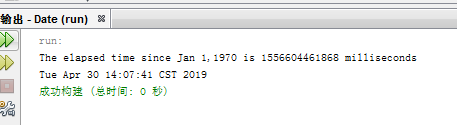 输出 - Date (run)
run:
The elapsed time since Jan 1,1970 is 1556604461868 milliseconds
Tue Apr 30 14:07:41 CST 2019
成功构建 (总时间: 0 秒)